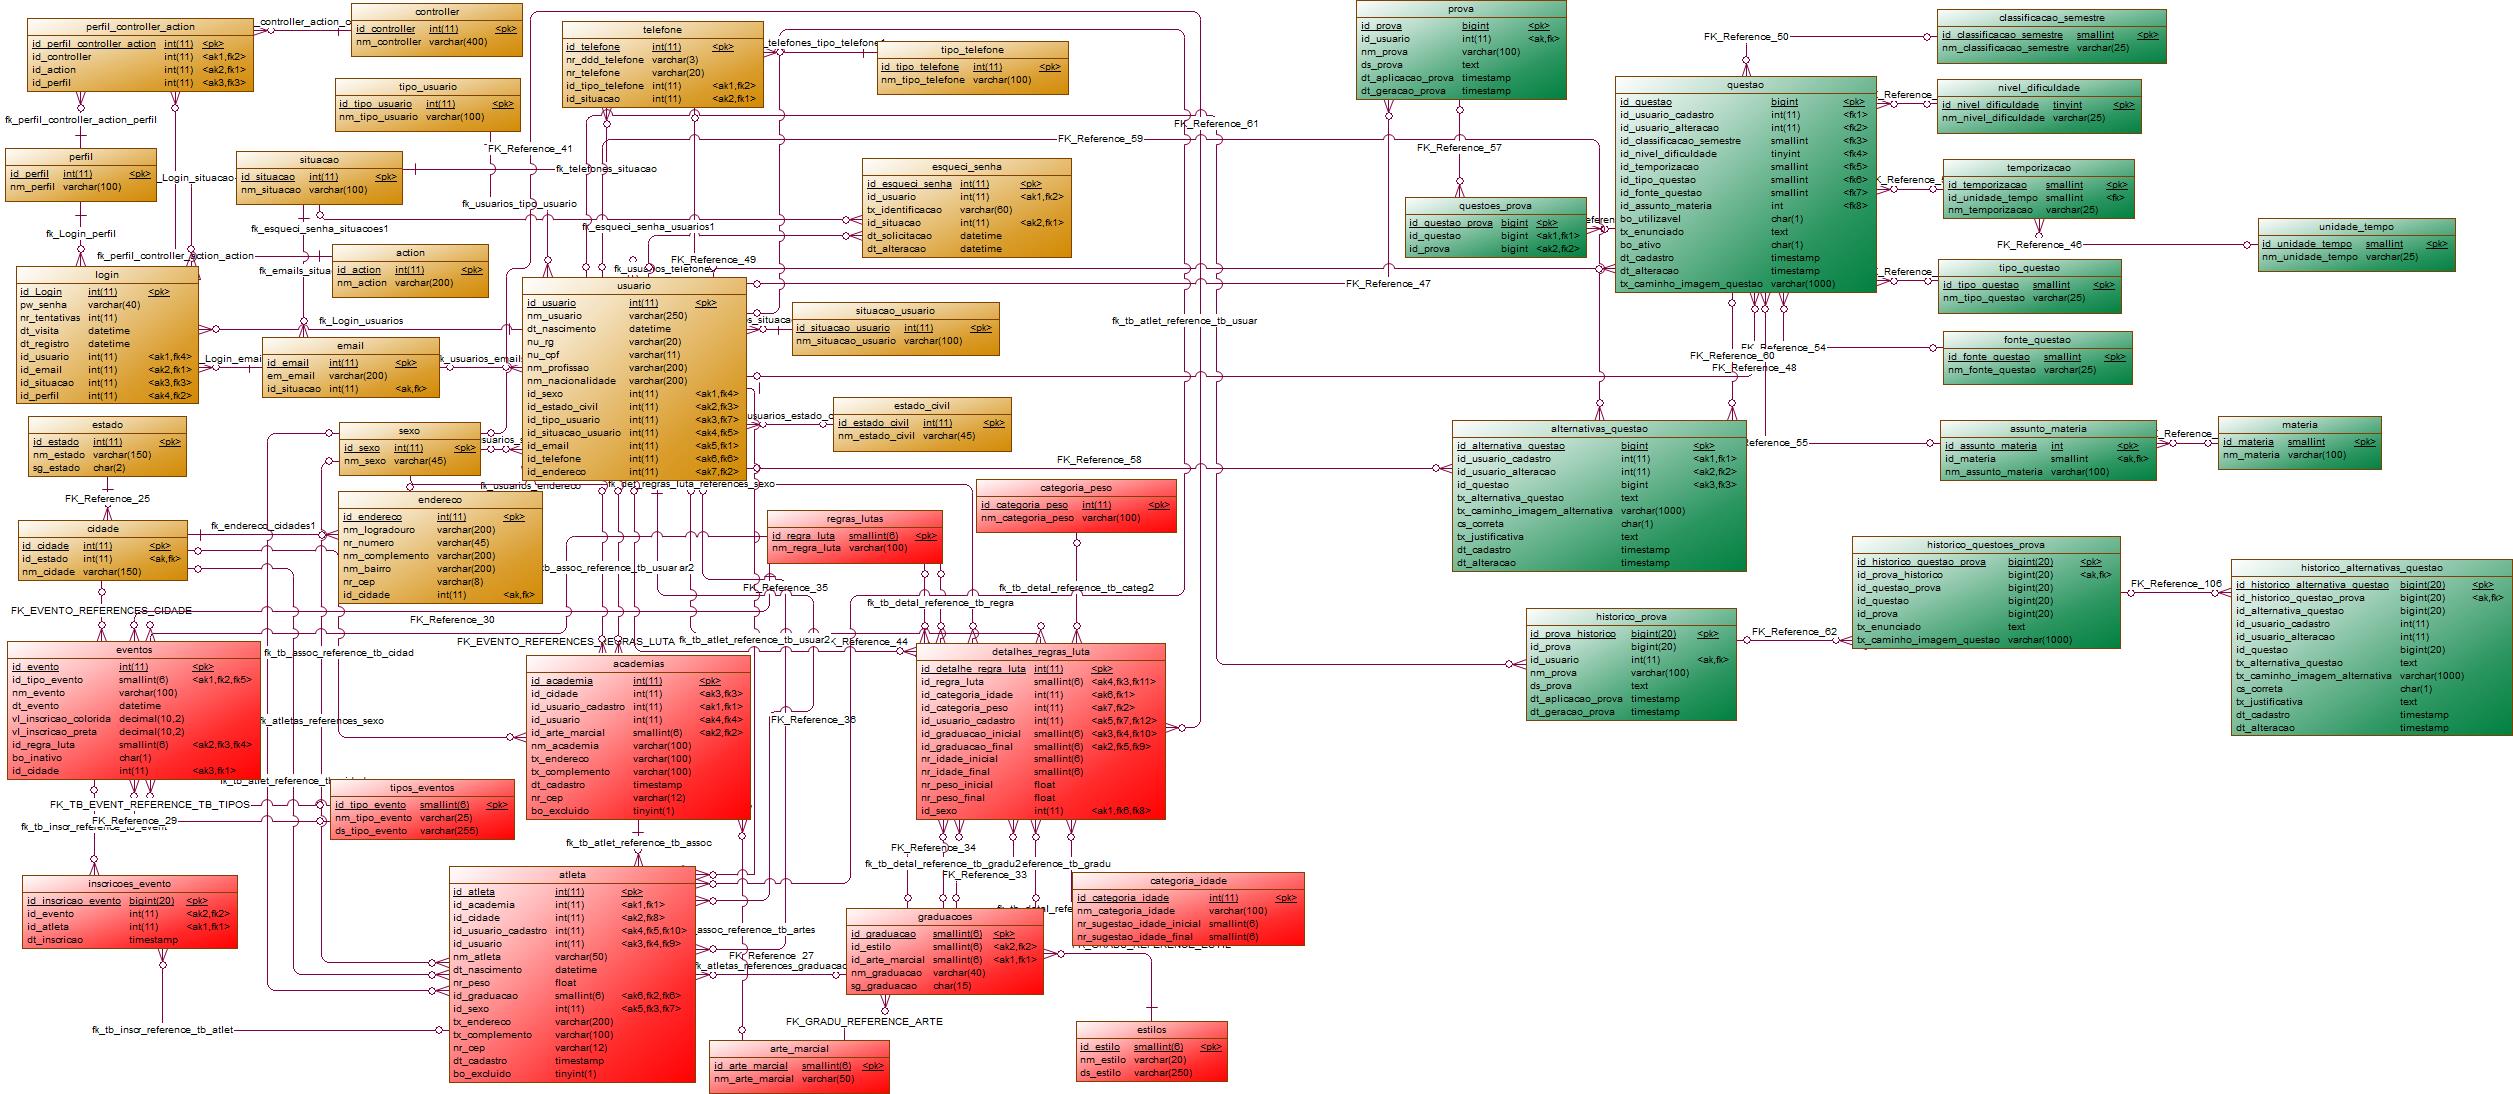 perfil_controller_action
id_perfil_controller_action int(11) <pk>
id_controller int(11) <ak1,fk2>
id_action int(11) <ak2,fk1>
id_perfil int(11) <ak3,fk3>
controller_action_c
controller
id_controller int(11) <pk>
nm_controller varchar(400)
tipo_usuario
id_tipo_usuario int(11) <pk>
nm_tipo_usuario varchar(100)
telefone
id_telefone int(11) <pk>
nr_ddd_telefone varchar(3)
nr_telefone varchar(20)
id_tipo_telefone int(11) <ak1,fk2>
id_situacao int(11) <ak2,fk1>
_telefones_tipo_telefone
tipo_telefone
id_tipo_telefone int(11) <pk>
nm_tipo_telefone varchar(100)
fk_perfil_controller_action_perfil
perfil
id_perfil int(11) <pk>
nm_perfil varchar(100)
_Login_situacao
situacao
id_situacao int(11) <pk>
nm_situacao varchar(100)
FK_Reference_41
fk_telefones_situacao
FK_Reference_61
FK_Reference_59
esqueci_senha
id_esqueci_senha int(11) <pk>
id_usuario int(11) <ak1,fk2>
tx_identificacao varchar(60)
id_situacao int(11) <ak2,fk1>
dt_solicitacao datetime
dt_alteracao datetime
fk_usuarios_tipo_usuario
fk_esqueci_senha_situacoes1
fk_esqueci_senha_usuarios1
fk_Login_perfil
fk_perfil_controller_action_action
fk_emails_situac
action
id_action int(11) <pk>
nm_action varchar(200)
FK_Reference_49
fk_usuarios_telefone
login
id_Login int(11) <pk>
pw_senha varchar(40)
nr_tentativas int(11)
dt_visita datetime
dt_registro datetime
id_usuario int(11) <ak1,fk4>
id_email int(11) <ak2,fk1>
id_situacao int(11) <ak3,fk3>
id_perfil int(11) <ak4,fk2>
fk_Login_usuarios
_Login_emai
email
id_email int(11) <pk>
em_email varchar(200)
id_situacao int(11) <ak,fk>
k_usuarios_email
usuario
id_usuario int(11) <pk>
nm_usuario varchar(250)
dt_nascimento datetime
nu_rg varchar(20)
nu_cpf varchar(11)
nm_profissao varchar(200)
nm_nacionalidade varchar(200)
id_sexo int(11) <ak1,fk4>
id_estado_civil int(11) <ak2,fk3>
id_tipo_usuario int(11) <ak3,fk7>
id_situacao_usuario int(11) <ak4,fk5>
id_email int(11) <ak5,fk1>
id_telefone int(11) <ak6,fk6>
id_endereco int(11) <ak7,fk2>
situacao_usuario
id_situacao_usuario int(11) <pk>
nm_situacao_usuario varchar(100)
estado_civil
id_estado_civil int(11) <pk>
nm_estado_civil varchar(45)
usuarios_estado_c
fk_tb_atlet_reference_tb_usuar
FK_Reference_47
FK_Reference_58
estado
id_estado int(11) <pk>
nm_estado varchar(150)
sg_estado char(2)
FK_Reference_25
sexo
id_sexo int(11) <pk>
nm_sexo varchar(45)
fk_usuarios_endereco
fk_det_regras_luta_references_sexo
endereco
id_endereco int(11) <pk>
nm_logradouro varchar(200)
nr_numero varchar(45)
nm_complemento varchar(200)
nm_bairro varchar(200)
nr_cep varchar(8)
id_cidade int(11) <ak,fk>
cidade
id_cidade int(11) <pk>
id_estado int(11) <ak,fk>
nm_cidade varchar(150)
fk_endereco_cidades1
regras_lutas
id_regra_luta smallint(6) <pk>
nm_regra_luta varchar(100)
categoria_peso
id_categoria_peso int(11) <pk>
nm_categoria_peso varchar(100)
FK_Reference_35
fk_tb_detal_reference_tb_categ2
fk_tb_detal_reference_tb_regra
FK_EVENTO_REFERENCES_CIDADE
FK_Reference_30
fk_tb_atlet_reference_tb_usuar2
K_Reference_44
fk_tb_assoc_reference_tb_cidad
eventos
id_evento int(11) <pk>
id_tipo_evento smallint(6) <ak1,fk2,fk5>
nm_evento varchar(100)
dt_evento datetime
vl_inscricao_colorida decimal(10,2)
vl_inscricao_preta decimal(10,2)
id_regra_luta smallint(6) <ak2,fk3,fk4>
bo_inativo char(1)
id_cidade int(11) <ak3,fk1>
fk_atletas_references_sexo
academias
id_academia int(11) <pk>
id_cidade int(11) <ak3,fk3>
id_usuario_cadastro int(11) <ak1,fk1>
id_usuario int(11) <ak4,fk4>
id_arte_marcial smallint(6) <ak2,fk2>
nm_academia varchar(100)
tx_endereco varchar(100)
tx_complemento varchar(100)
dt_cadastro timestamp
nr_cep varchar(12)
bo_excluido tinyint(1)
FK_Reference_36
detalhes_regras_luta
id_detalhe_regra_luta int(11) <pk>
id_regra_luta smallint(6) <ak4,fk3,fk11>
id_categoria_idade int(11) <ak6,fk1>
id_categoria_peso int(11) <ak7,fk2>
id_usuario_cadastro int(11) <ak5,fk7,fk12>
id_graduacao_inicial smallint(6) <ak3,fk4,fk10>
id_graduacao_final smallint(6) <ak2,fk5,fk9>
nr_idade_inicial smallint(6)
nr_idade_final smallint(6)
nr_peso_inicial float
nr_peso_final float
id_sexo int(11) <ak1,fk6,fk8>
FK_TB_EVENT_REFERENCE_TB_TIPOS
FK_Reference_29
fk_tb_inscr_reference_tb_event
tipos_eventos
id_tipo_evento smallint(6) <pk>
nm_tipo_evento varchar(25)
ds_tipo_evento varchar(255)
fk_tb_atlet_reference_tb_assoc
FK_Reference_34
fk_tb_detal_reference_tb_gradu2
eference_tb_gradu
FK_Reference_33
inscricoes_evento
id_inscricao_evento bigint(20) <pk>
id_evento int(11) <ak2,fk2>
id_atleta int(11) <ak1,fk1>
dt_inscricao timestamp
fk_tb_inscr_reference_tb_atlet
atleta
id_atleta int(11) <pk>
id_academia int(11) <ak1,fk1>
id_cidade int(11) <ak2,fk8>
id_usuario_cadastro int(11) <ak4,fk5,fk10>
id_usuario int(11) <ak3,fk4,fk9>
nm_atleta varchar(50)
dt_nascimento datetime
nr_peso float
id_graduacao smallint(6) <ak6,fk2,fk6>
id_sexo int(11) <ak5,fk3,fk7>
tx_endereco varchar(200)
tx_complemento varchar(100)
nr_cep varchar(12)
dt_cadastro timestamp
bo_excluido tinyint(1)
assoc_reference_tb_artes
FK_Reference_27
fk_atletas_references_graduacao
graduacoes
id_graduacao smallint(6) <pk>
id_estilo smallint(6) <ak2,fk2>
id_arte_marcial smallint(6) <ak1,fk1>
nm_graduacao varchar(40)
sg_graduacao char(15)
categoria_idade
id_categoria_idade int(11) <pk>
nm_categoria_idade varchar(100)
nr_sugestao_idade_inicial smallint(6)
nr_sugestao_idade_final smallint(6)
FK_GRADU_REFERENCE_ARTE
arte_marcial
id_arte_marcial smallint(6) <pk>
nm_arte_marcial varchar(50)
estilos
id_estilo smallint(6) <pk>
nm_estilo varchar(20)
ds_estilo varchar(250)
prova
id_prova bigint <pk>
id_usuario int(11) <ak,fk>
nm_prova varchar(100)
ds_prova text
dt_aplicacao_prova timestamp
dt_geracao_prova timestamp
FK_Reference_57
questoes_prova
id_questao_prova bigint <pk>
id_questao bigint <ak1,fk1>
id_prova bigint <ak2,fk2>
FK_Reference_50
questao
id_questao bigint <pk>
id_usuario_cadastro int(11) <fk1>
id_usuario_alteracao int(11) <fk2>
id_classificacao_semestre smallint <fk3>
id_nivel_dificuldade tinyint <fk4>
id_temporizacao smallint <fk5>
id_tipo_questao smallint <fk6>
id_fonte_questao smallint <fk7>
id_assunto_materia int <fk8>
bo_utilizavel char(1)
tx_enunciado text
bo_ativo char(1)
dt_cadastro timestamp
dt_alteracao timestamp
tx_caminho_imagem_questao varchar(1000)
classificacao_semestre
id_classificacao_semestre smallint <pk>
nm_classificacao_semestre varchar(25)
nivel_dificuldade
id_nivel_dificuldade tinyint <pk>
nm_nivel_dificuldade varchar(25)
temporizacao
id_temporizacao smallint <pk>
id_unidade_tempo smallint <fk>
nm_temporizacao varchar(25)
FK_Reference_46
unidade_tempo
id_unidade_tempo smallint <pk>
nm_unidade_tempo varchar(25)
tipo_questao
id_tipo_questao smallint <pk>
nm_tipo_questao varchar(25)
fonte_questao
id_fonte_questao smallint <pk>
nm_fonte_questao varchar(25)
FK_Reference_54
FK_Reference_60
FK_Reference_48
alternativas_questao
id_alternativa_questao bigint <pk>
id_usuario_cadastro int(11) <ak1,fk1>
id_usuario_alteracao int(11) <ak2,fk2>
id_questao bigint <ak3,fk3>
tx_alternativa_questao text
tx_caminho_imagem_alternativa varchar(1000)
cs_correta char(1)
tx_justificativa text
dt_cadastro timestamp
dt_alteracao timestamp
eference_55
assunto_materia
id_assunto_materia int <pk>
id_materia smallint <ak,fk>
nm_assunto_materia varchar(100)
materia
id_materia smallint <pk>
nm_materia varchar(100)
historico_prova
id_prova_historico bigint(20) <pk>
id_prova bigint(20)
id_usuario int(11) <ak,fk>
nm_prova varchar(100)
ds_prova text
dt_aplicacao_prova timestamp
dt_geracao_prova timestamp
FK_Reference_62
historico_questoes_prova
id_historico_questao_prova bigint(20) <pk>
id_prova_historico bigint(20) <ak,fk>
id_questao_prova bigint(20)
id_questao bigint(20)
id_prova bigint(20)
tx_enunciado text
tx_caminho_imagem_questao varchar(1000)
FK_Reference_106
historico_alternativas_questao
id_historico_alternativa_questao bigint(20) <pk>
id_historico_questao_prova bigint(20) <ak,fk>
id_alternativa_questao bigint(20)
id_usuario_cadastro int(11)
id_usuario_alteracao int(11)
id_questao bigint(20)
tx_alternativa_questao text
tx_caminho_imagem_alternativa varchar(1000)
cs_correta char(1)
tx_justificativa text
dt_cadastro timestamp
dt_alteracao timestamp